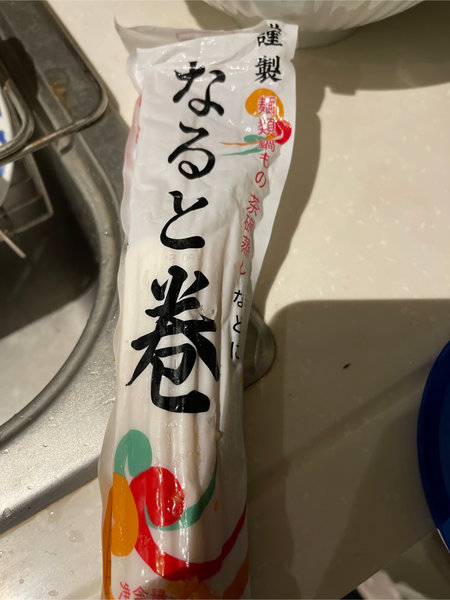 謹製
なると巻
麺類鍋もの 茶碗蒸し などに